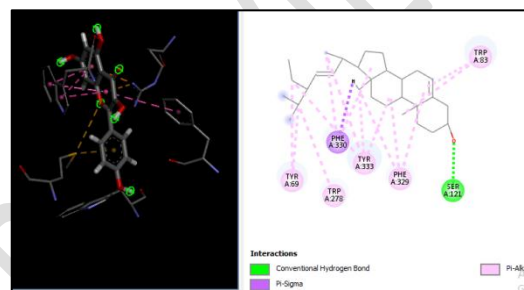 TRP
A:83
PHE
A:330
TYR
A:333
PHE
A:329
TYR
A:69
TRP
A:278
SER
A:121
Interactions
Conventional Hydrogen Bond
Pi-Sigma